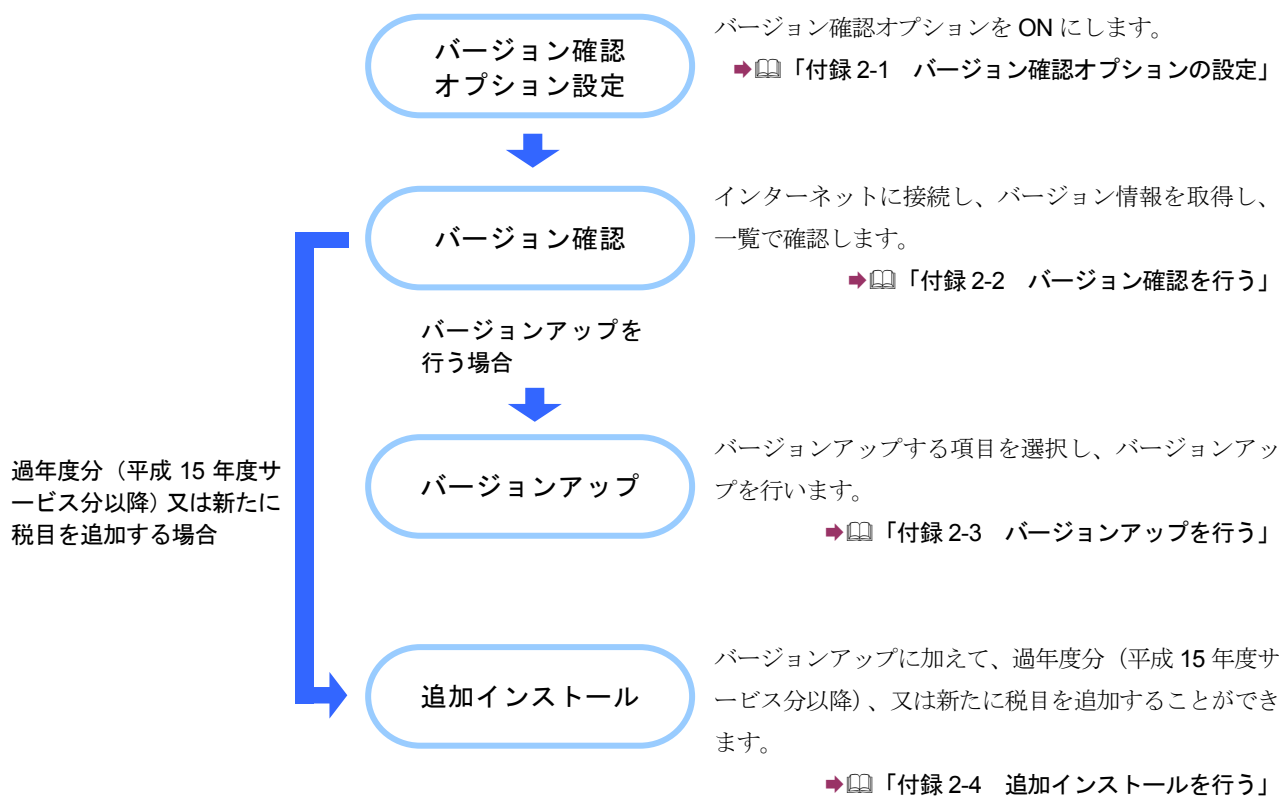 バージョン確認
オプション設定
バージョン確認オプションを ON にします。
「付録 2-1　バージョン確認オプションの設定」
バージョン確認
インターネットに接続し、バージョン情報を取得し、
一覧で確認します。
「付録 2-2　バージョン確認を行う」
バージョンアップを
行う場合
過年度分（平成 15 年度サ
ービス分以降）又は新たに
税目を追加する場合
バージョンアップ
バージョンアップする項目を選択し、バージョンアッ
プを行います。
「付録 2-3　バージョンアップを行う」
追加インストール
バージョンアップに加えて、過年度分（平成 15 年度サ
ービス分以降）、又は新たに税目を追加することができ
ます。
「付録 2-4　追加インストールを行う」